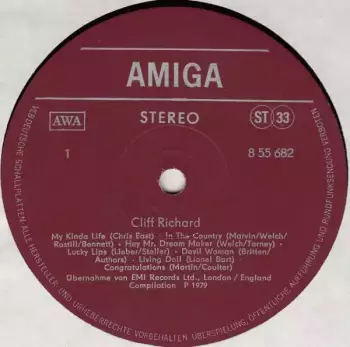 AMIGA
AWA
STEREO
ST 33
1
8 55 682
Cliff Richard
My Kinda Life (Chris East) · In The Country (Marvin/Welch/
Rostill/Bennett) · Hey Mr. Dream Maker (Welch/Tarney) ·
Lucky Lips (Lieber/Stoller) · Devil Woman (Britten/
Authors) · Living Doll (Lionel Bart) ·
Congratulations (Martin/Coulter)
Übernahme von EMI Records Ltd., London / England
Compilation Ⓟ 1979
VEB DEUTSCHE SCHALLPLATTEN ALLE HERSTELLER- UND URHEBERRECHTE VORBEHALTEN. ÜBERSPIELUNG, ÖFFENTLICHE AUFFÜHRUNG UND RUNDFUNKSENDUNG VERBOTEN